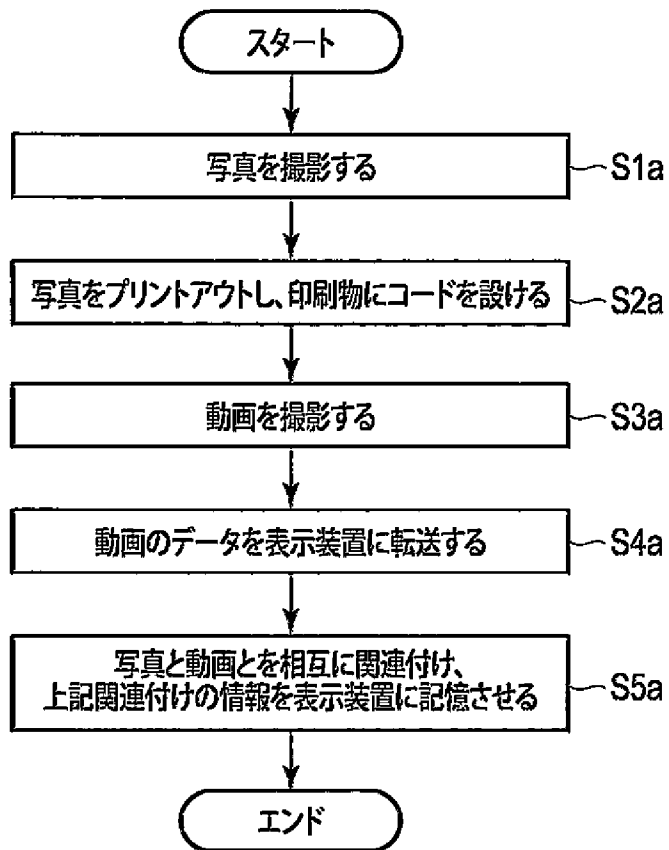 スタート
写真を撮影する
S1a
写真をプリントアウトし、印刷物にコードを設ける
S2a
動画を撮影する
S3a
動画のデータを表示装置に転送する
S4a
写真と動画とを相互に関連付け、
上記関連付けの情報を表示装置に記憶させる
S5a
エンド